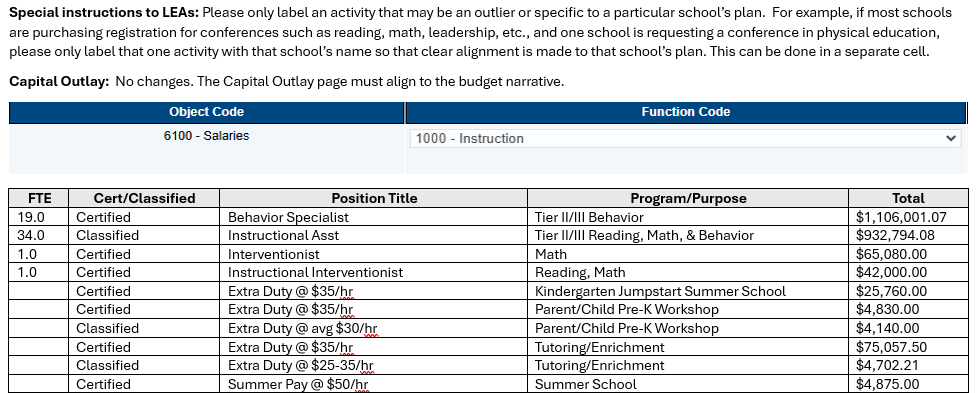 Special instructions to LEAs: Please only label an activity that may be an outlier or specific to a particular school's plan. For example, if most schools
are purchasing registration for conferences such as reading, math, leadership, etc., and one school is requesting a conference in physical education,
please only label that one activity with that school's name so that clear alignment is made to that school's plan. This can be done in a separate cell.
Capital Outlay: No changes. The Capital Outlay page must align to the budget narrative.
Object Code Function Code
6100 - Salaries 1000 - Instruction
FTE Cert/Classified Position Title Program/Purpose Total
19.0 Certified Behavior Specialist Tier II/III Behavior $1,106,001.07
34.0 Classified Instructional Asst Tier II/III Reading, Math, & Behavior $932,794.08
1.0 Certified Interventionist Math $65,080.00
1.0 Certified Instructional Interventionist Reading, Math $42,000.00
Certified Extra Duty @ $35/hr Kindergarten Jumpstart Summer School $25,760.00
Certified Extra Duty @ $35/hr Parent/Child Pre-K Workshop $4,830.00
Classified Extra Duty @ avg $30/hr Parent/Child Pre-K Workshop $4,140.00
Certified Extra Duty @ $35/hr Tutoring/Enrichment $75,057.50
Classified Extra Duty @ $25-35/hr Tutoring/Enrichment $4,702.21
Certified Summer Pay @ $50/hr Summer School $4,875.00